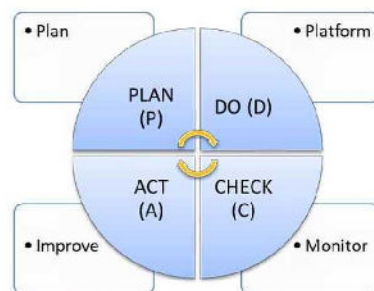 • Plan
• Platform
PLAN
(P)
DO (D)
ACT
(A)
CHECK
(C)
• Improve
• Monitor